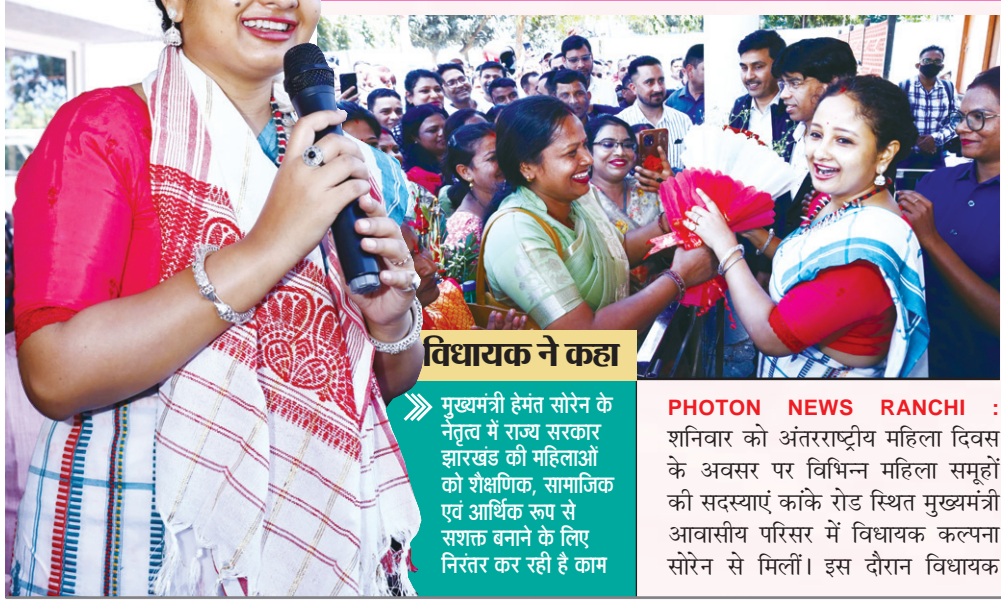 विधायक ने कहा
मुख्यमंत्री हेमंत सोरेन के
नेतृत्व में राज्य सरकार
झारखंड की महिलाओं
को शैक्षणिक, सामाजिक
एवं आर्थिक रूप से
सशक्त बनाने के लिए
निरंतर कर रही है काम
PHOTON NEWS RANCHI :
शनिवार को अंतरराष्ट्रीय महिला दिवस
के अवसर पर विभिन्न महिला समूहों
की सदस्याएं कांके रोड स्थित मुख्यमंत्री
आवासीय परिसर में विधायक कल्पना
सोरेन से मिलीं। इस दौरान विधायक